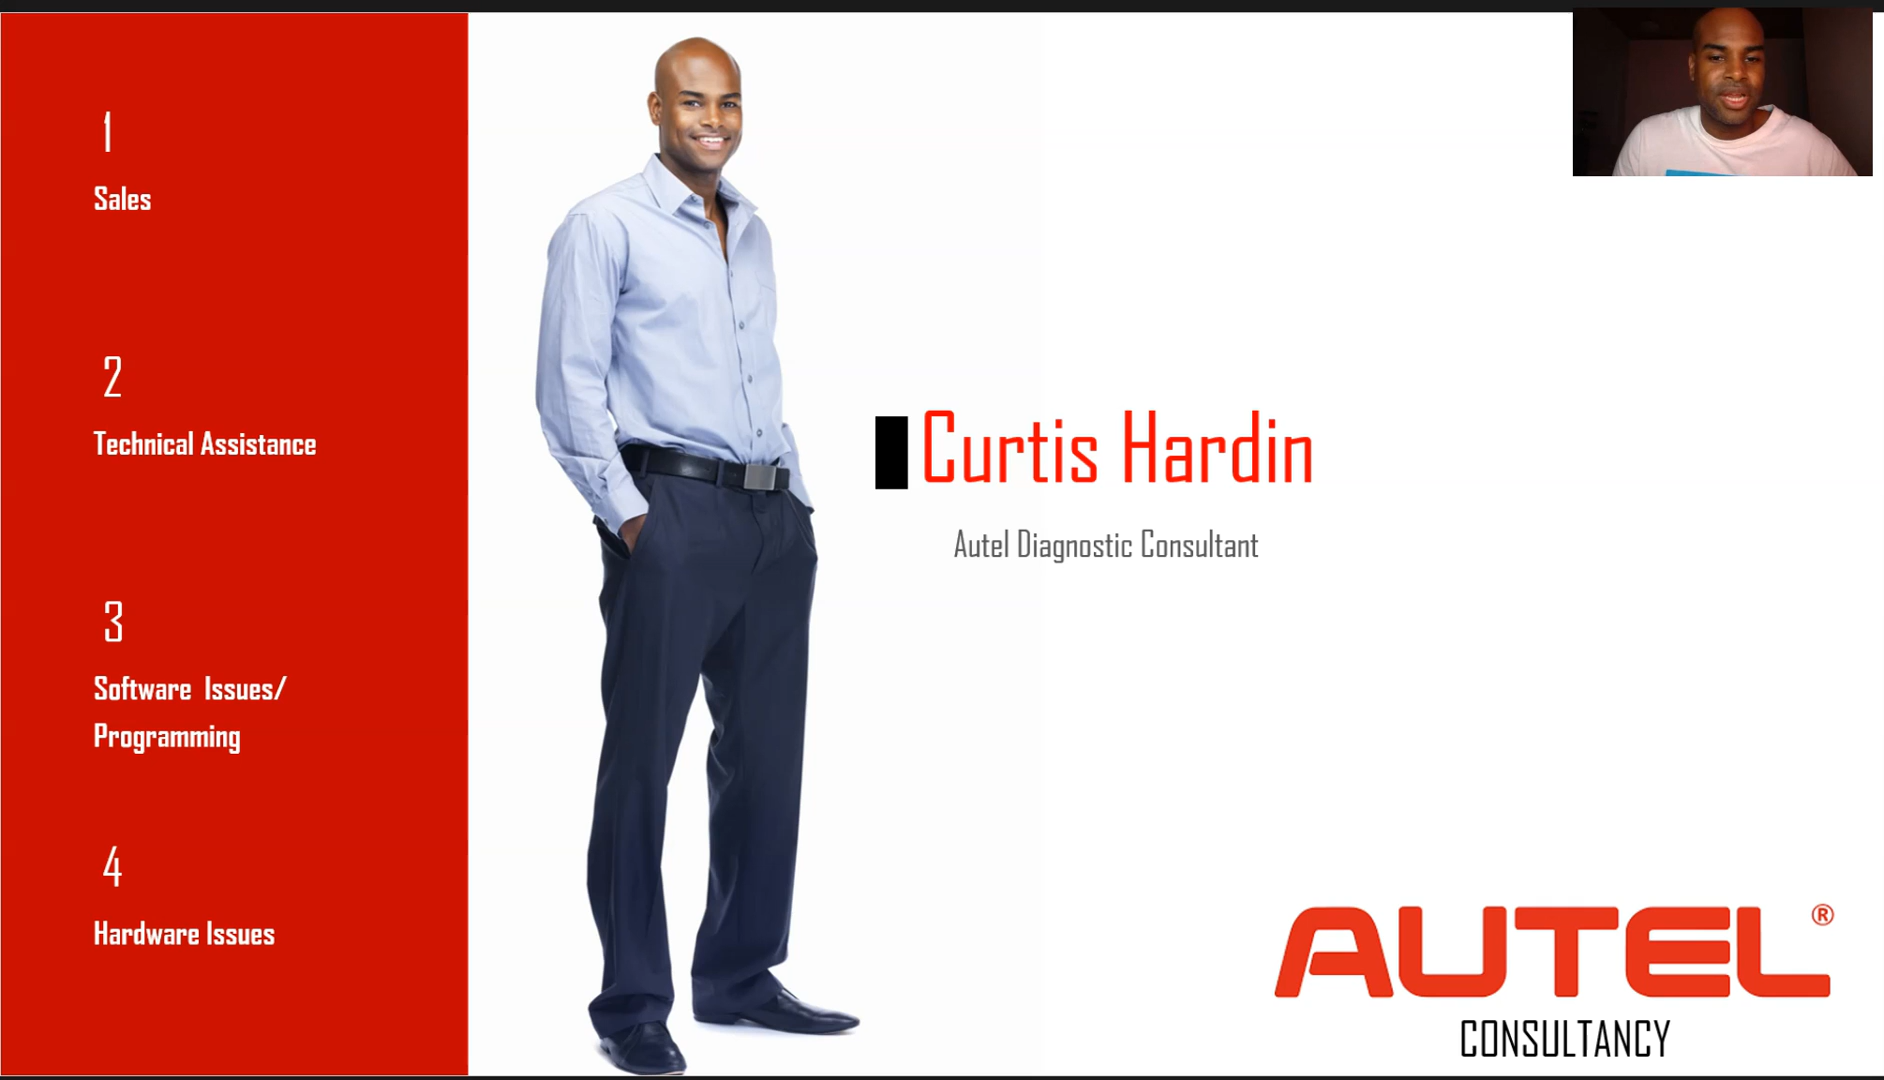 1
Sales
2
Technical Assistance
3
Software Issues/
Programming
4
Hardware Issues
Curtis Hardin
Autel Diagnostic Consultant
AUTEL®
CONSULTANCY